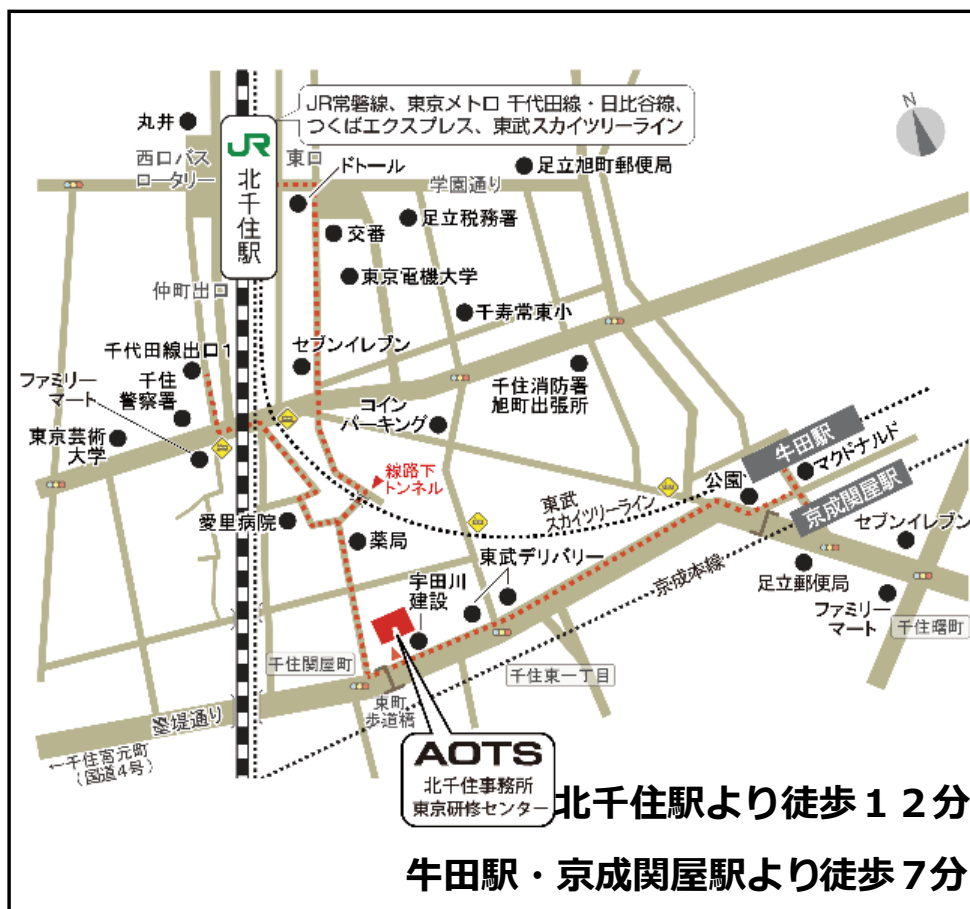 JR常磐線、東京メトロ 千代田線・日比谷線、
つくばエクスプレス、東武スカイツリーライン
N
丸井
JR
北千住駅
西口バス
ロータリー
東口
ドトール
足立旭町郵便局
学園通り
足立税務署
交番
東京電機大学
仲町出口
千寿常東小
千代田線出口1
セブンイレブン
ファミリー
マート
千住
警察署
千住消防署
旭町出張所
コイン
パーキング
東京芸術
大学
牛田駅
マクドナルド
線路下
トンネル
公園
京成関屋駅
東武
スカイツリーライン
愛里病院
セブンイレブン
薬局
東武デリバリー
京成本線
足立郵便局
宇田川
建設
ファミリー
マート
千住曙町
千住関屋町
千住東一丁目
東町
歩道橋
墨堤通り
←千住宮元町
(国道4号)
AOTS
北千住事務所
東京研修センター
北千住駅より徒歩１２分
牛田駅・京成関屋駅より徒歩７分